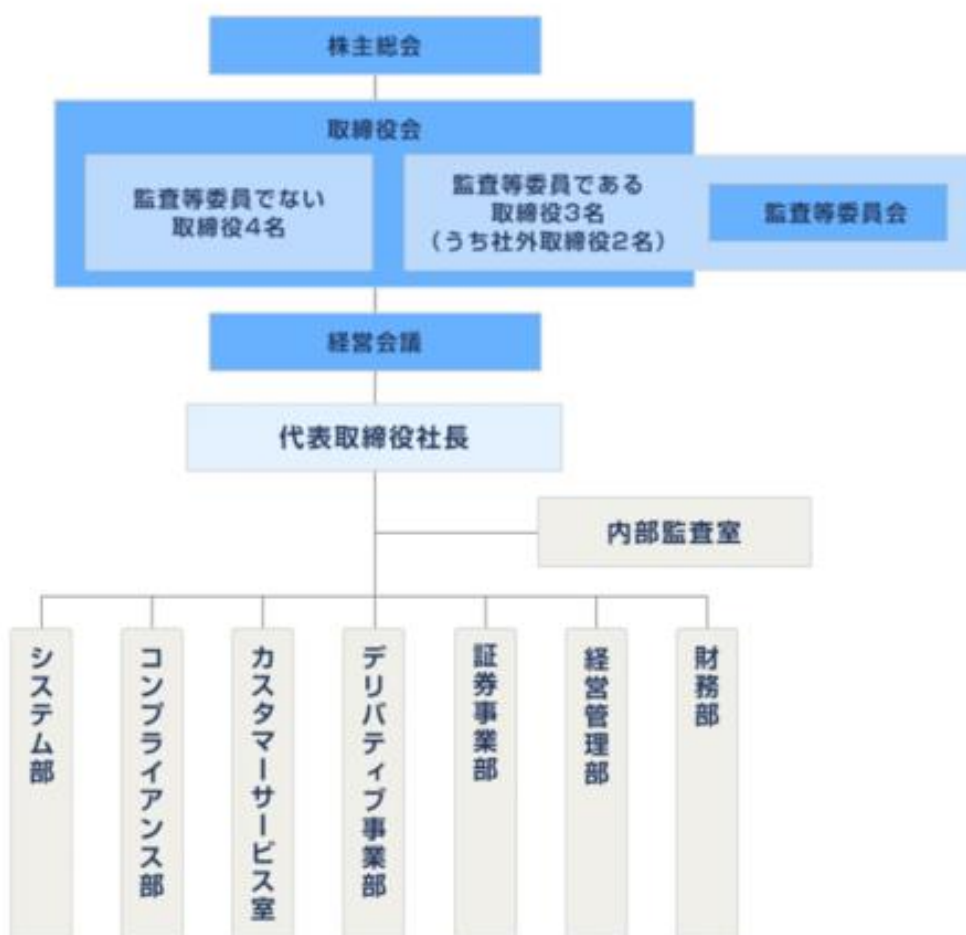 株主総会
取締役会
監査等委員でない
取締役4名
監査等委員である
取締役3名
（うち社外取締役2名）
監査等委員会
経営会議
代表取締役社長
内部監査室
システム部
コンプライアンス部
カスタマーサービス室
デリバティブ事業部
証券事業部
経営管理部
財務部